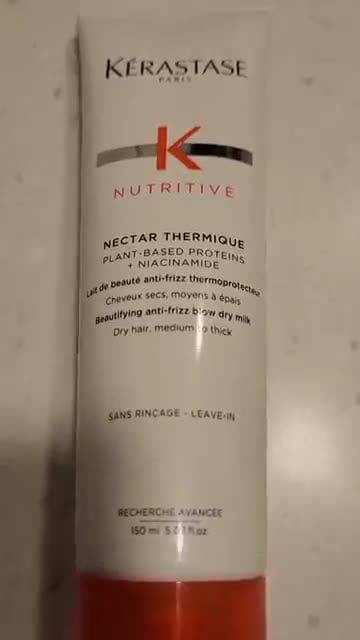 KÉRASTASE
PARIS
K
NUTRITIVE
NECTAR THERMIQUE
PLANT-BASED PROTEINS
+ NIACINAMIDE
Lait de beauté anti-frizz thermoprotecteur
Cheveux secs, moyens à épais
Beautifying anti-frizz blow dry milk
Dry hair, medium to thick
SANS RINÇAGE - LEAVE-IN
RECHERCHE AVANCÉE
150 ml 5.07 fl.oz